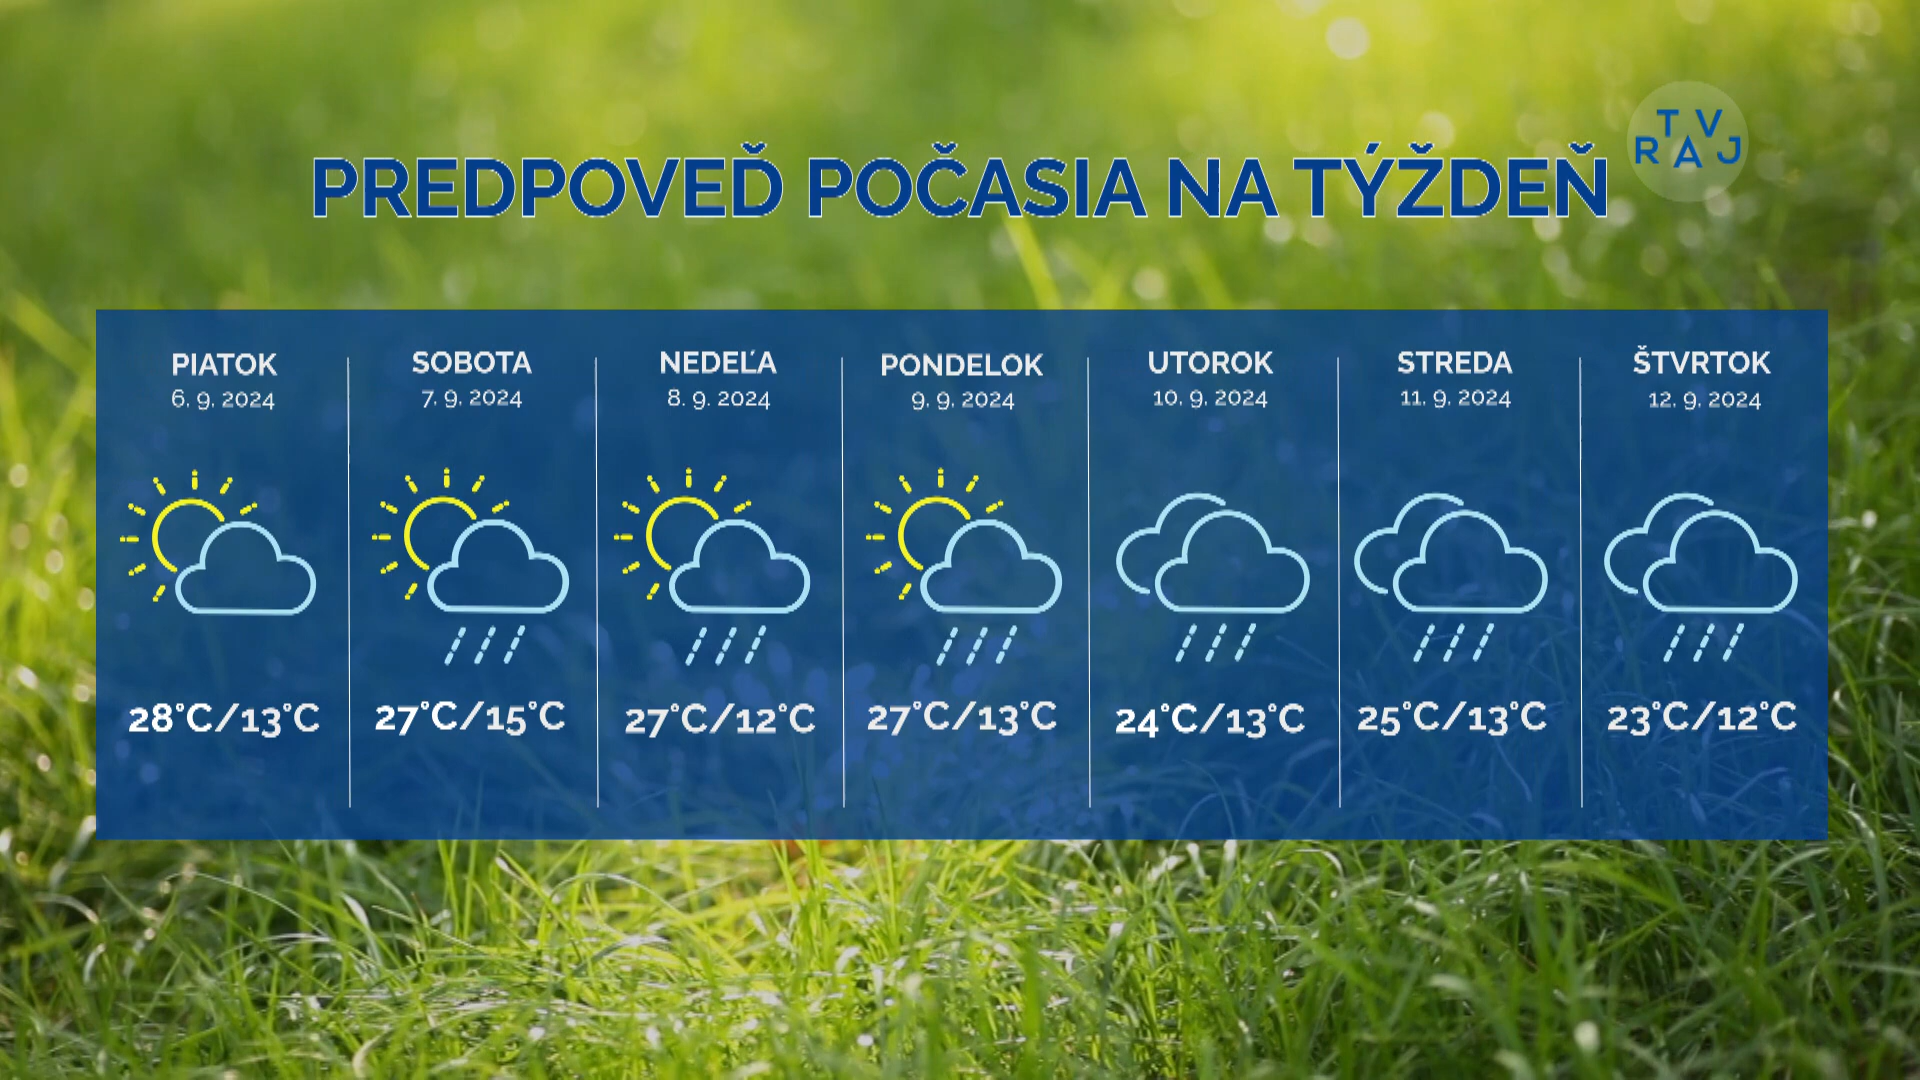 TV
RAJ
PREDPOVEĎ POČASIA NA TÝŽDEŇ
PIATOK
6. 9. 2024
28°C/13°C
SOBOTA
7. 9. 2024
27°C/15°C
NEDEĽA
8. 9. 2024
27°C/12°C
PONDELOK
9. 9. 2024
27°C/13°C
UTOROK
10. 9. 2024
24°C/13°C
STREDA
11. 9. 2024
25°C/13°C
ŠTVRTOK
12. 9. 2024
23°C/12°C